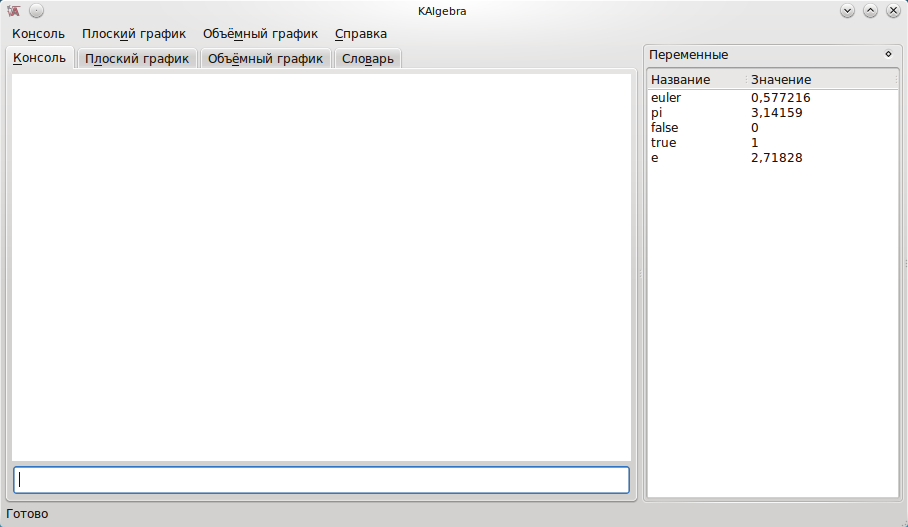 KAlgebra
Консоль Плоский график Объёмный график Справка
Консоль Плоский график Объёмный график Словарь
Переменные
Название Значение
euler 0,577216
pi 3,14159
false 0
true 1
e 2,71828
Готово